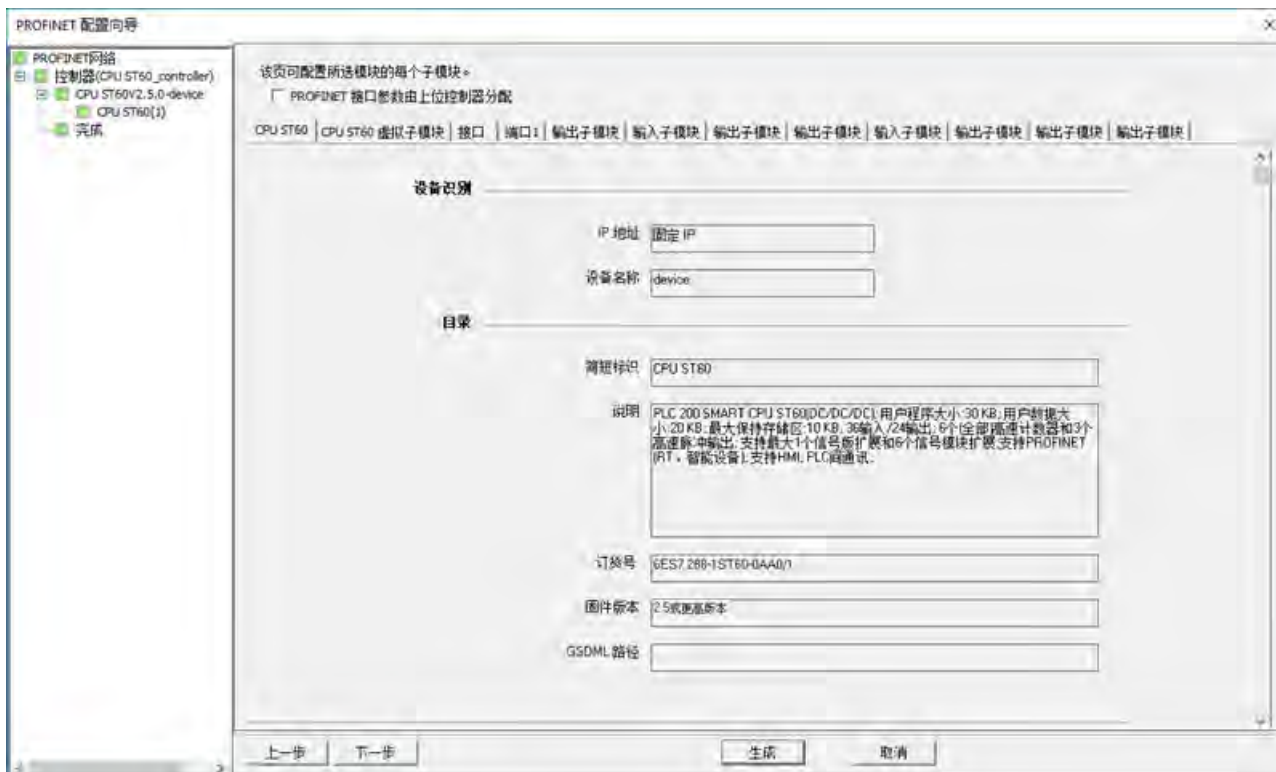 PROFINET 配置向导
PROFINET网络
控制器(CPU ST60_controller)
CPU ST60V2.5.0-device
CPU ST60(1)
完成
该页可配置所选模块的每个子模块。
PROFINET 接口参数由上位控制器分配
CPU ST60 CPU ST60 虚拟子模块 接口 端口1 输出子模块 输入子模块 输出子模块 输出子模块 输入子模块 输出子模块 输出子模块 输出子模块
设备识别
IP 地址 固定 IP
设备名称 device
目录
简短标识 CPU ST60
说明 PLC 200 SMART CPU ST60(DC/DC/DC); 用户程序大小:30 KB; 用户数据大
小:20 KB; 最大保持存储区:10 KB; 36输入/24输出; 6个(全部)高速计数器和3个
高速脉冲输出; 支持最大1个信号版扩展和6个信号模块扩展;支持PROFINET
(RT，智能设备);支持HMI, PLC间通讯.
订货号 6ES7 288-1ST60-0AA0/1
固件版本 2.5或更高版本
GSDML 路径
上一步 下一步 生成 取消